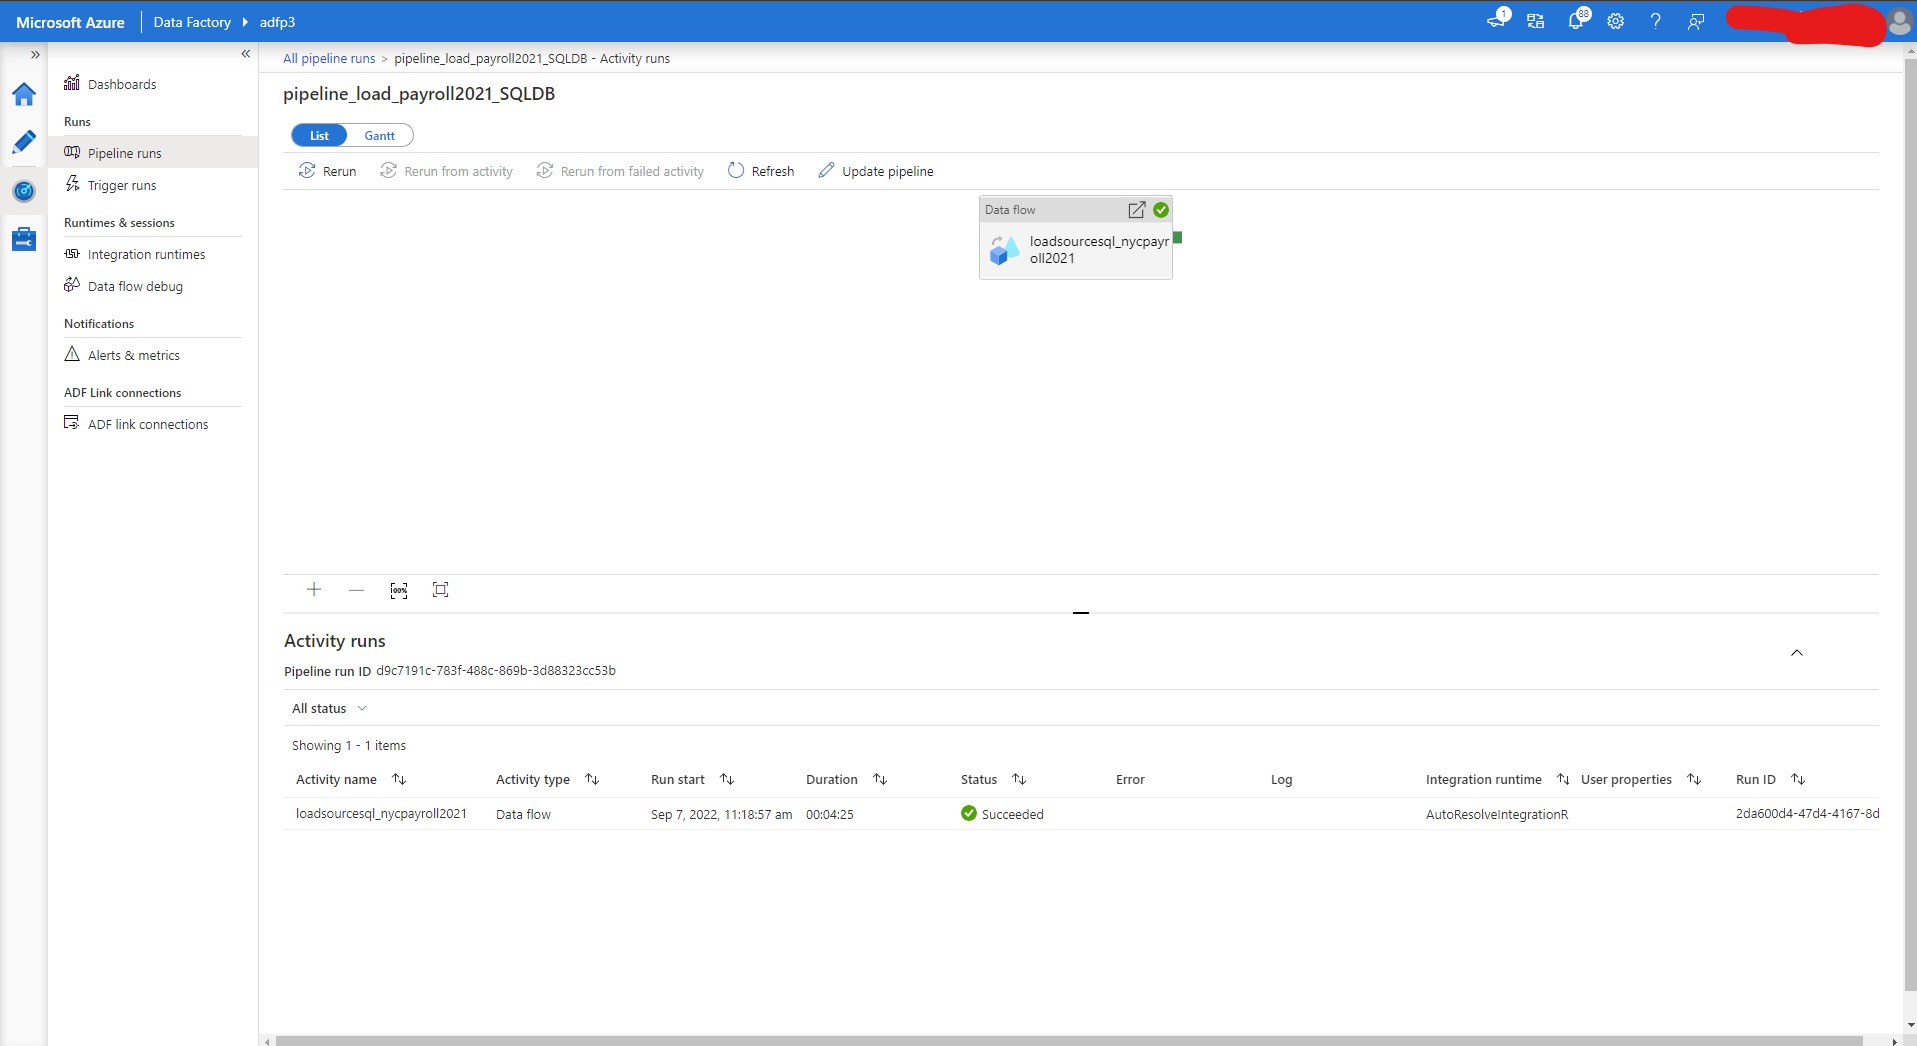 Microsoft Azure Data Factory adfp3 1 88
All pipeline runs > pipeline_load_payroll2021_SQLDB - Activity runs
Dashboards
Runs
Pipeline runs
Trigger runs
Runtimes & sessions
Integration runtimes
Data flow debug
Notifications
Alerts & metrics
ADF Link connections
ADF link connections
pipeline_load_payroll2021_SQLDB
List Gantt
Rerun Rerun from activity Rerun from failed activity Refresh Update pipeline
Data flow
loadsourcesql_nycpayr
oll2021
100%
Activity runs
Pipeline run ID d9c7191c-783f-488c-869b-3d88323cc53b
All status
Showing 1 - 1 items
Activity name Activity type Run start Duration Status Error Log Integration runtime User properties Run ID
loadsourcesql_nycpayroll2021 Data flow Sep 7, 2022, 11:18:57 am 00:04:25 Succeeded AutoResolveIntegrationR 2da600d4-47d4-4167-8d